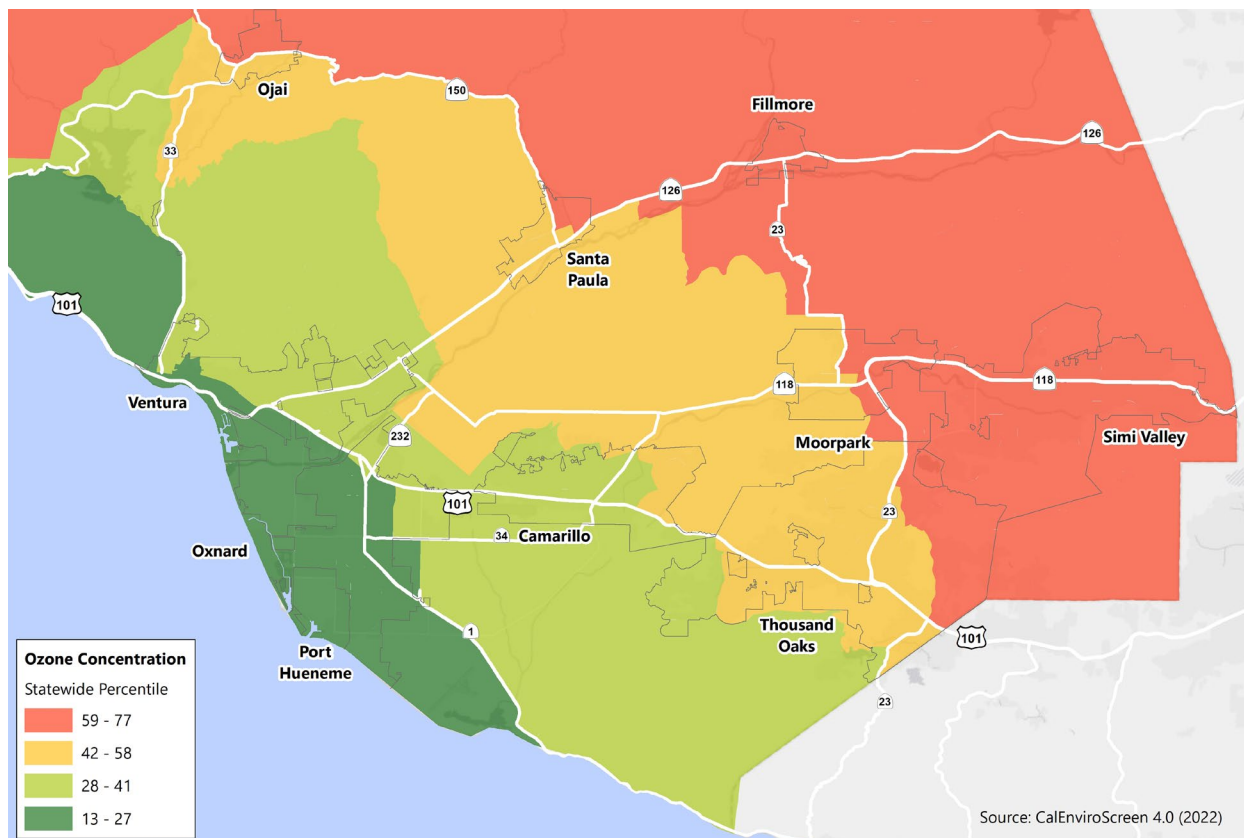 Ojai
150
Fillmore
33
126
126
23
Santa
Paula
101
118
118
Ventura
232
Moorpark
Simi Valley
101
23
34
Camarillo
Oxnard
1
Thousand
Oaks
101
Port
Hueneme
23
Ozone Concentration
Statewide Percentile
59 - 77
42 - 58
28 - 41
13 - 27
Source: CalEnviroScreen 4.0 (2022)